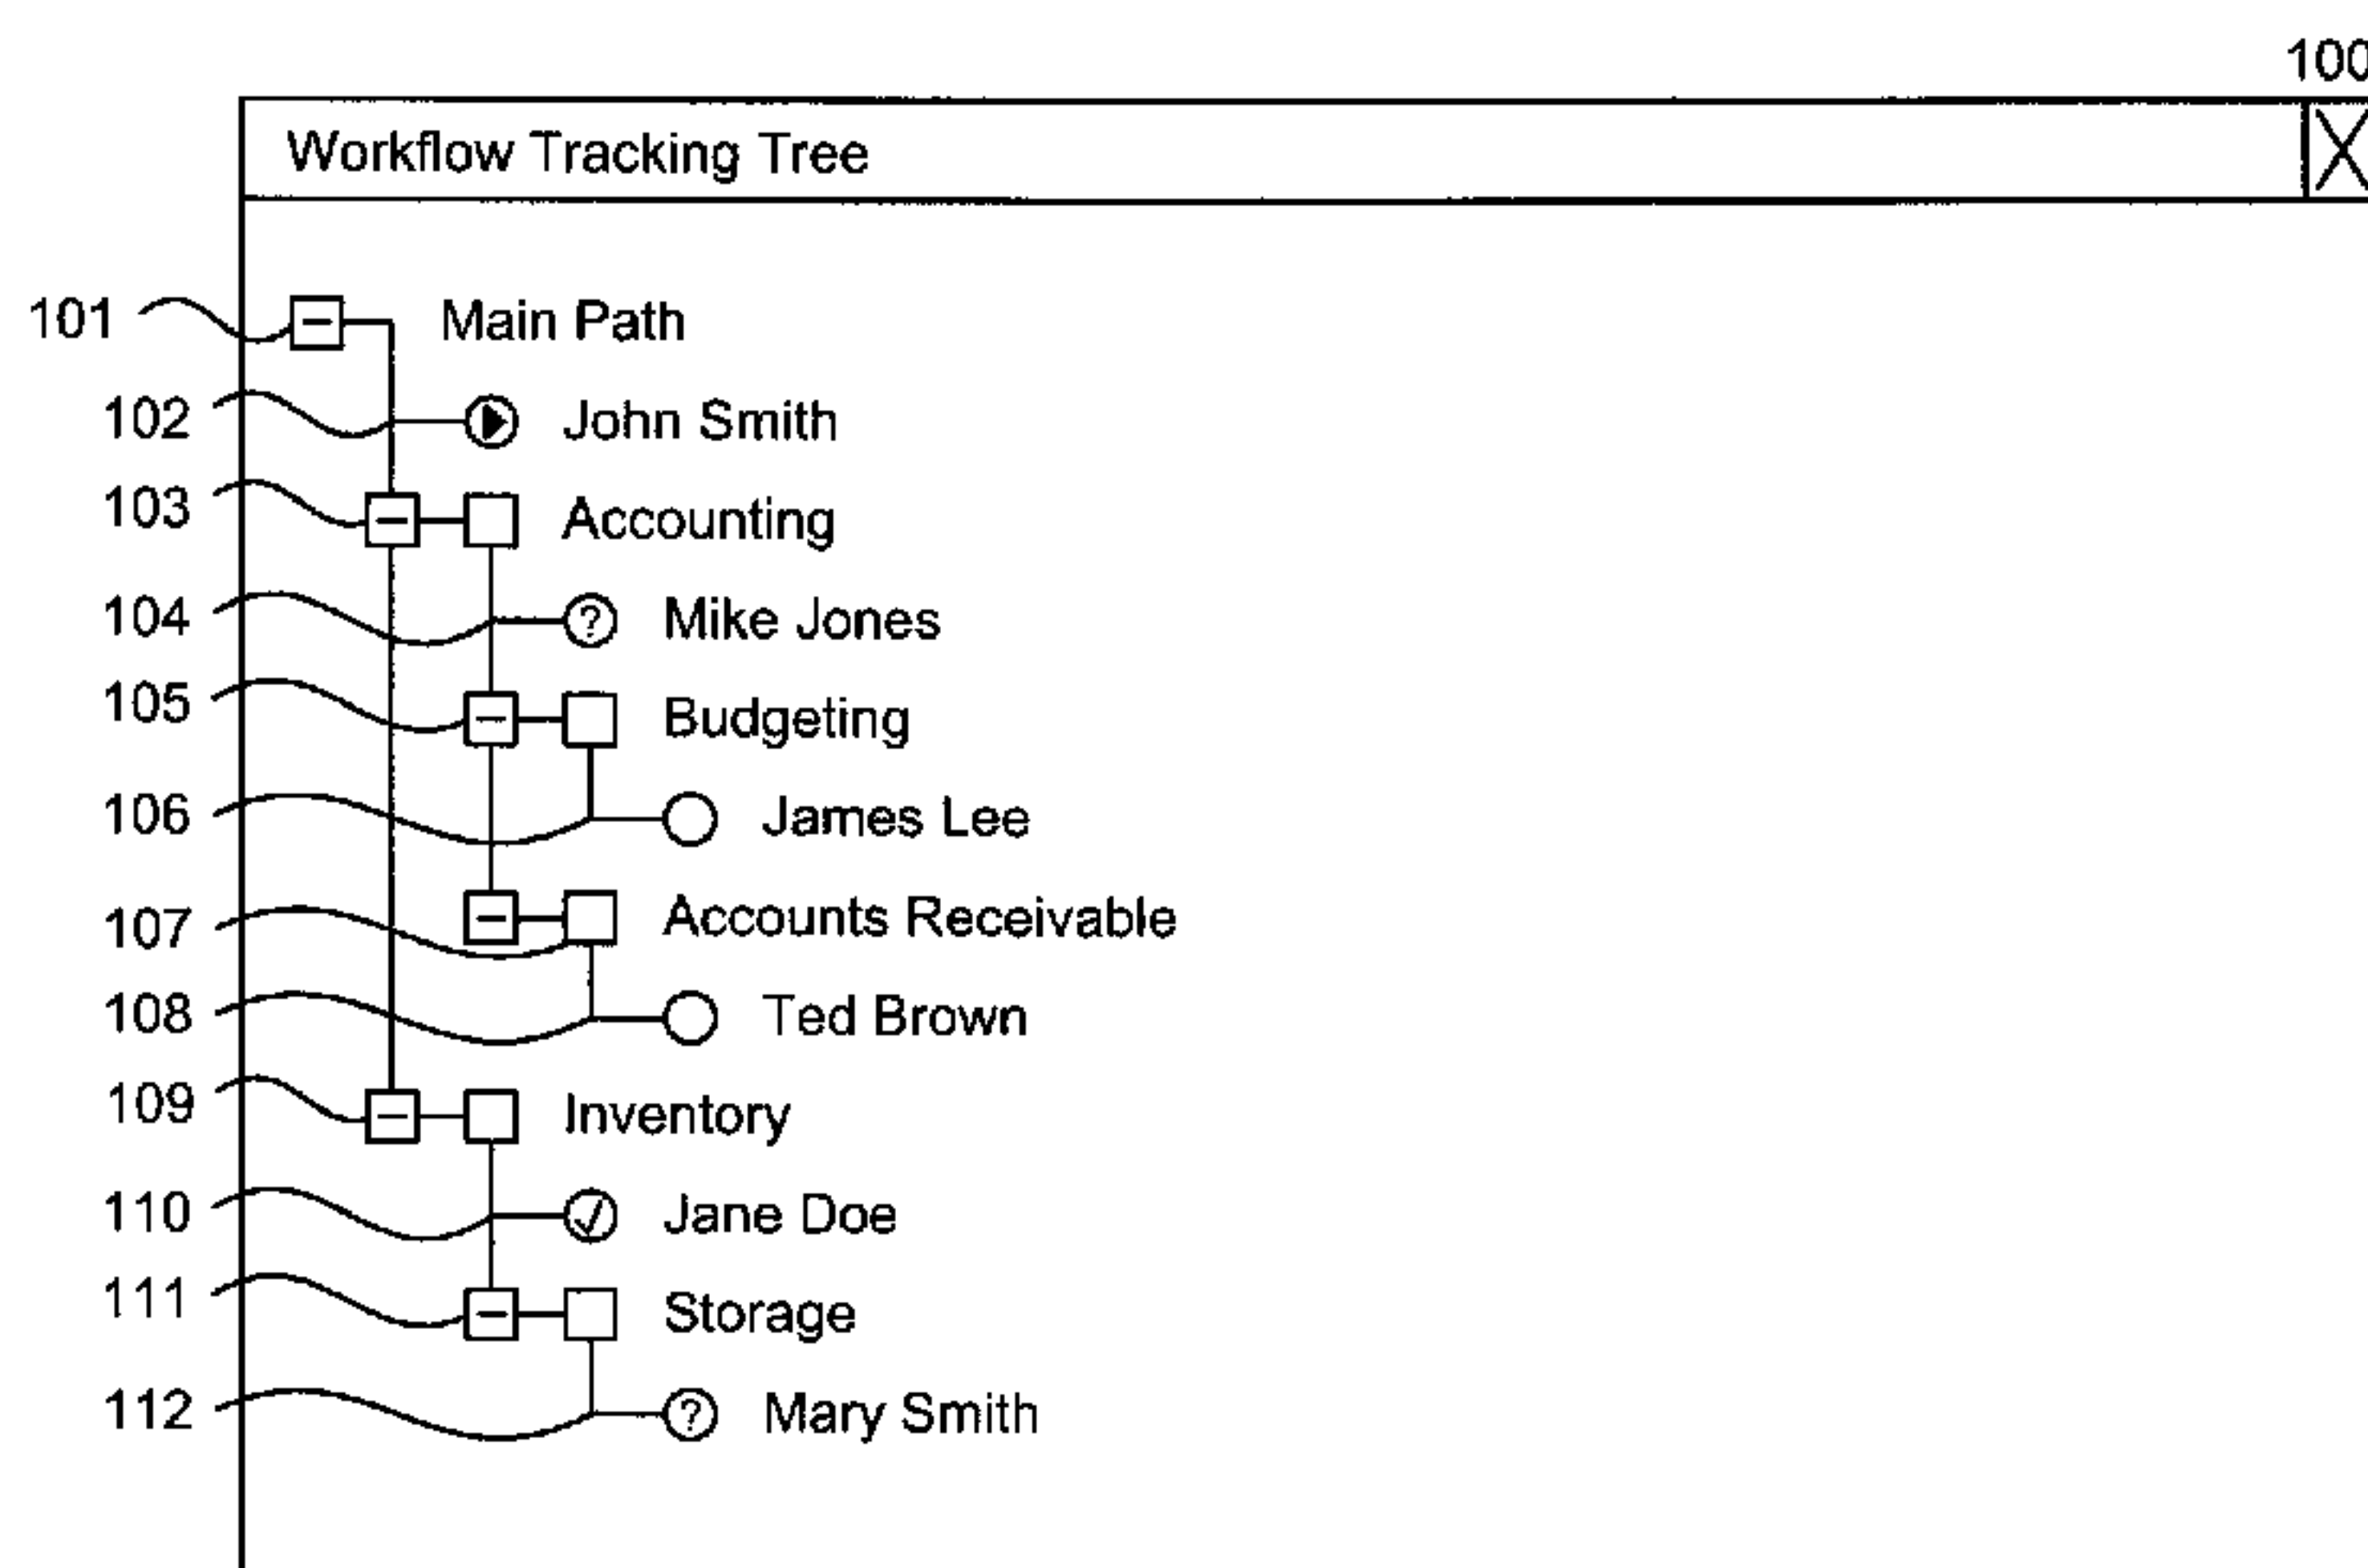 100
Workflow Tracking Tree
101 Main Path
102 John Smith
103 Accounting
104 ? Mike Jones
105 Budgeting
106 James Lee
107 Accounts Receivable
108 Ted Brown
109 Inventory
110 Jane Doe
111 Storage
112 ? Mary Smith